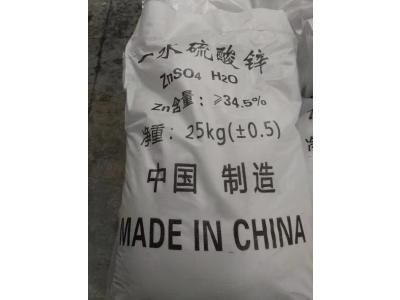 一水硫酸锌
ZnSO4 H2O
Zn含量：≥34.5%
净重：25kg(±0.5)
中国 制造
MADE IN CHINA